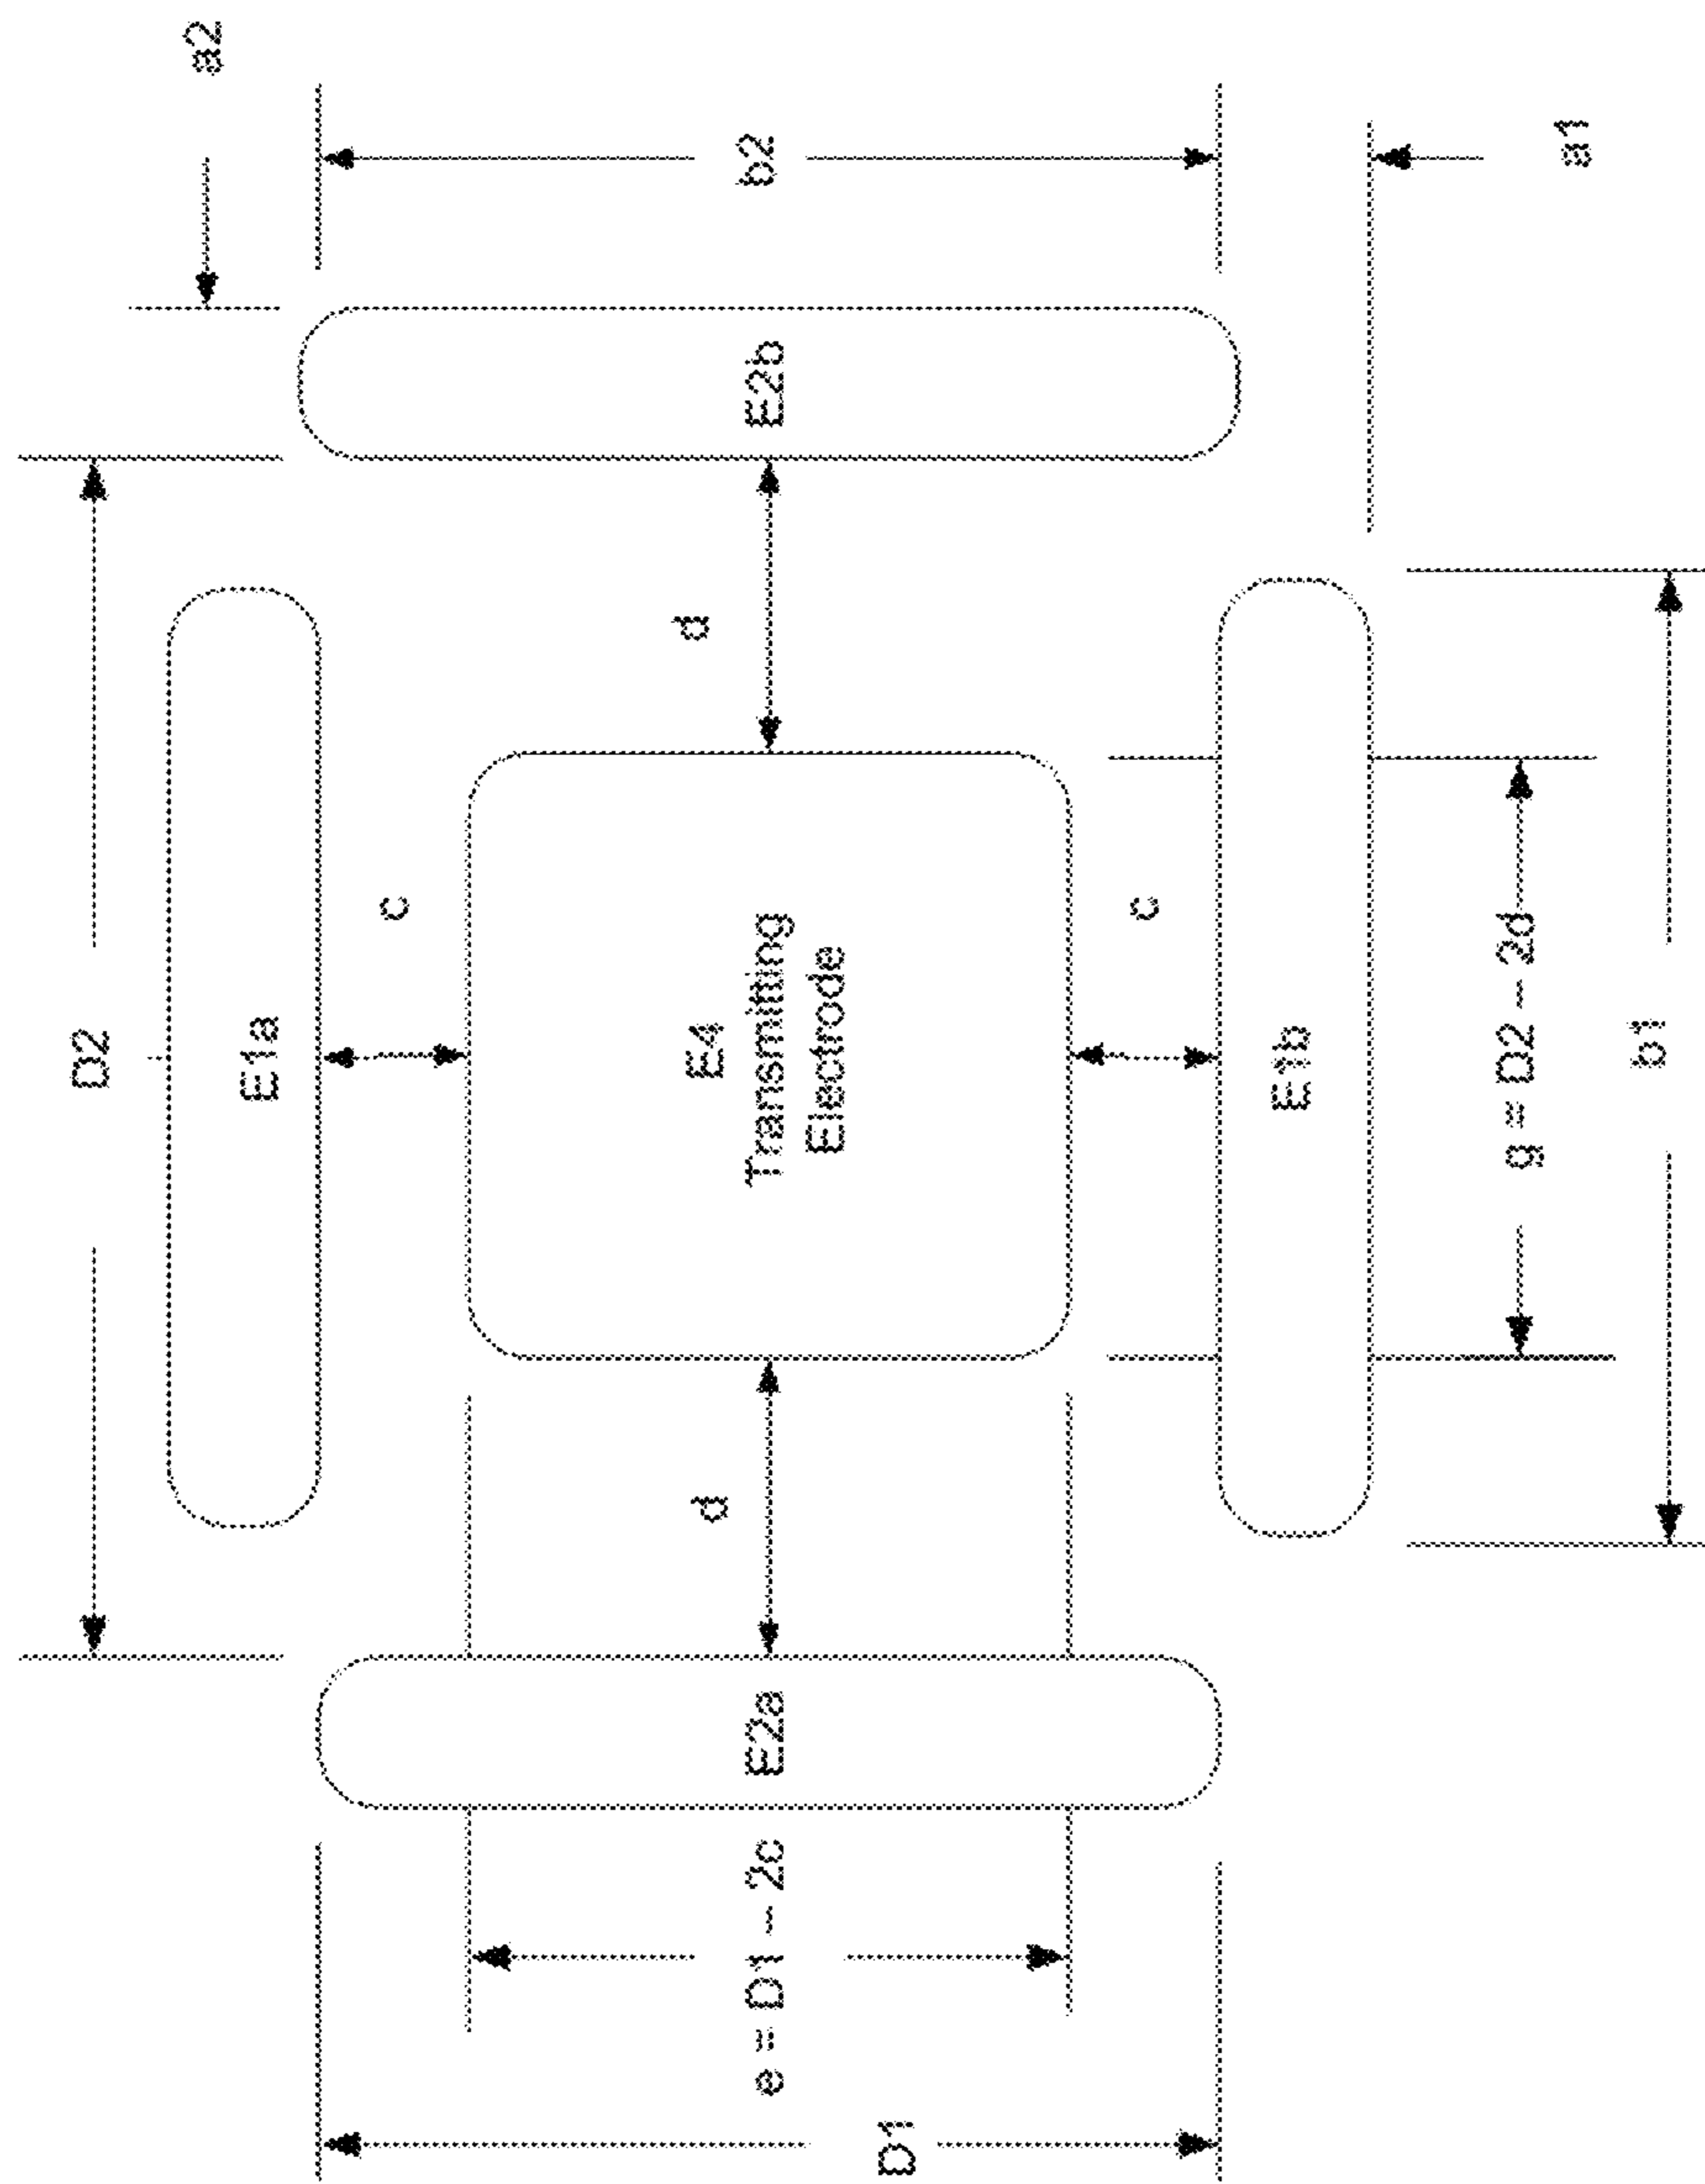 a2
b2
a1
E2b
D2
d
E1a
c
E4
Transmitting
Electrode
c
E1b
g = D2 – 2d
b1
d
E2a
e = D1 – 2c
D1